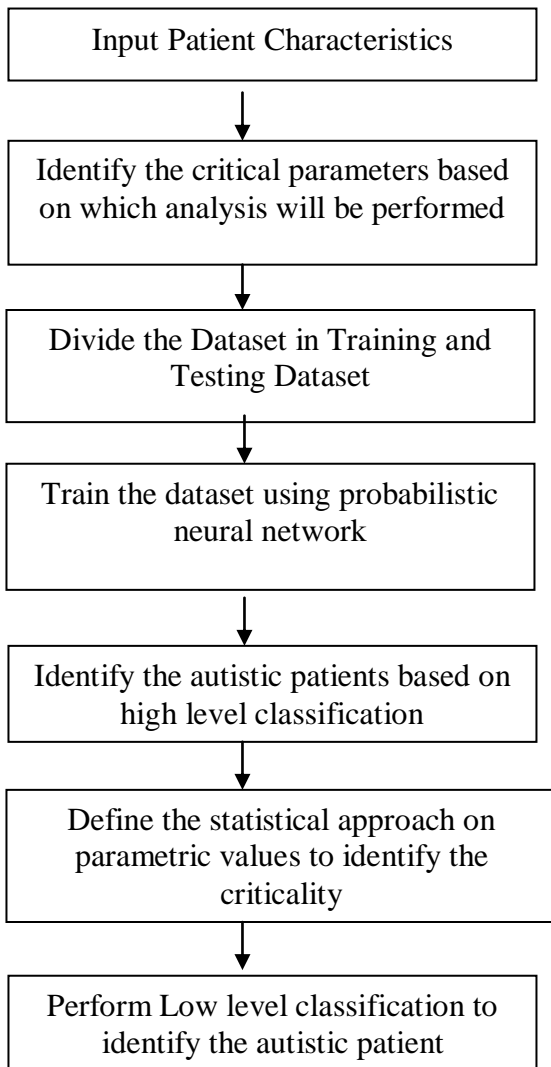 Input Patient Characteristics
Identify the critical parameters based
on which analysis will be performed
Divide the Dataset in Training and
Testing Dataset
Train the dataset using probabilistic
neural network
Identify the autistic patients based on
high level classification
Define the statistical approach on
parametric values to identify the
criticality
Perform Low level classification to
identify the autistic patient